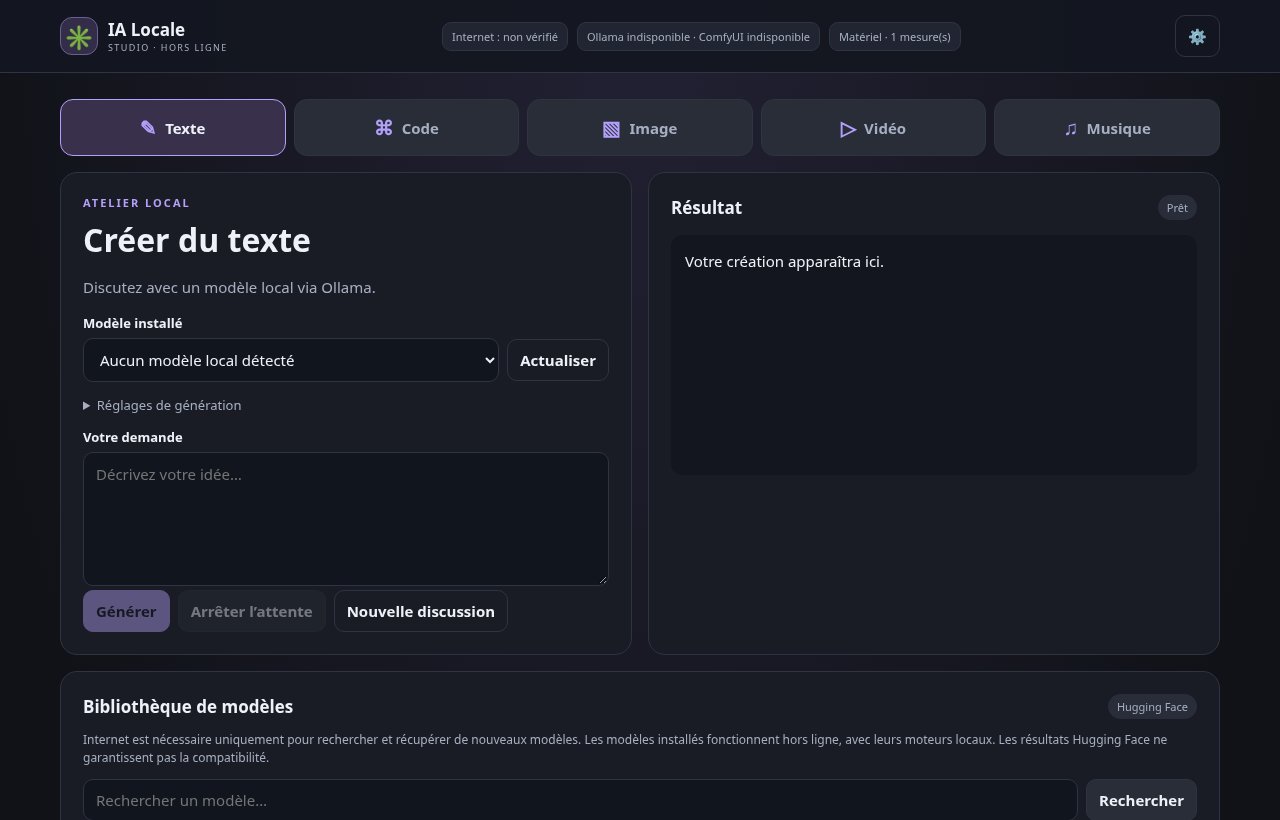 IA Locale
STUDIO · HORS LIGNE
Internet : non vérifié
Ollama indisponible · ComfyUI indisponible
Matériel · 1 mesure(s)
Texte
Code
Image
Vidéo
Musique
ATELIER LOCAL
Créer du texte
Discutez avec un modèle local via Ollama.
Modèle installé
Aucun modèle local détecté
Actualiser
Réglages de génération
Votre demande
Décrivez votre idée…
Générer
Arrêter l’attente
Nouvelle discussion
Résultat
Prêt
Votre création apparaîtra ici.
Bibliothèque de modèles
Hugging Face
Internet est nécessaire uniquement pour rechercher et récupérer de nouveaux modèles. Les modèles installés fonctionnent hors ligne, avec leurs moteurs locaux. Les résultats Hugging Face ne
garantissent pas la compatibilité.
Rechercher un modèle…
Rechercher